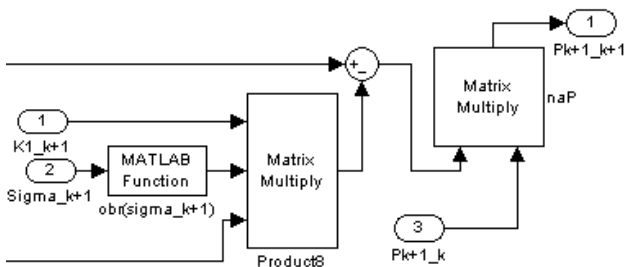 1
Pk+1_k+1
+
-
Matrix
Multiply
naP
1
K1_k+1
MATLAB
Function
2
Sigma_k+1
obr(sigma_k+1)
Matrix
Multiply
Product8
3
Pk+1_k